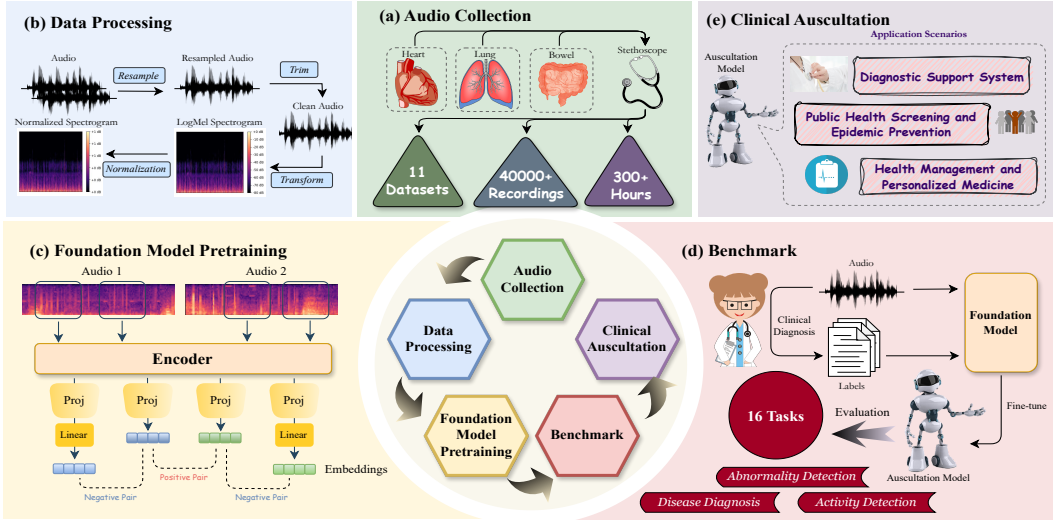 (b) Data Processing
Audio
Resample
Resampled Audio
Trim
Clean Audio
Normalized Spectrogram
LogMel Spectrogram
Normalization
Transform
(a) Audio Collection
Heart
Lung
Bowel
Stethoscope
11
Datasets
40000+
Recordings
300+
Hours
(e) Clinical Auscultation
Application Scenarios
Auscultation
Model
Diagnostic Support System
Public Health Screening and
Epidemic Prevention
Health Management and
Personalized Medicine
(c) Foundation Model Pretraining
Audio 1
Audio 2
Encoder
Proj
Proj
Proj
Proj
Linear
Linear
Embeddings
Positive Pair
Negative Pair
Negative Pair
Audio
Collection
Data
Processing
Clinical
Auscultation
Foundation
Model
Pretraining
Benchmark
(d) Benchmark
Audio
Clinical
Diagnosis
Labels
Foundation
Model
Fine-tune
16 Tasks
Evaluation
Auscultation Model
Abnormality Detection
Disease Diagnosis
Activity Detection